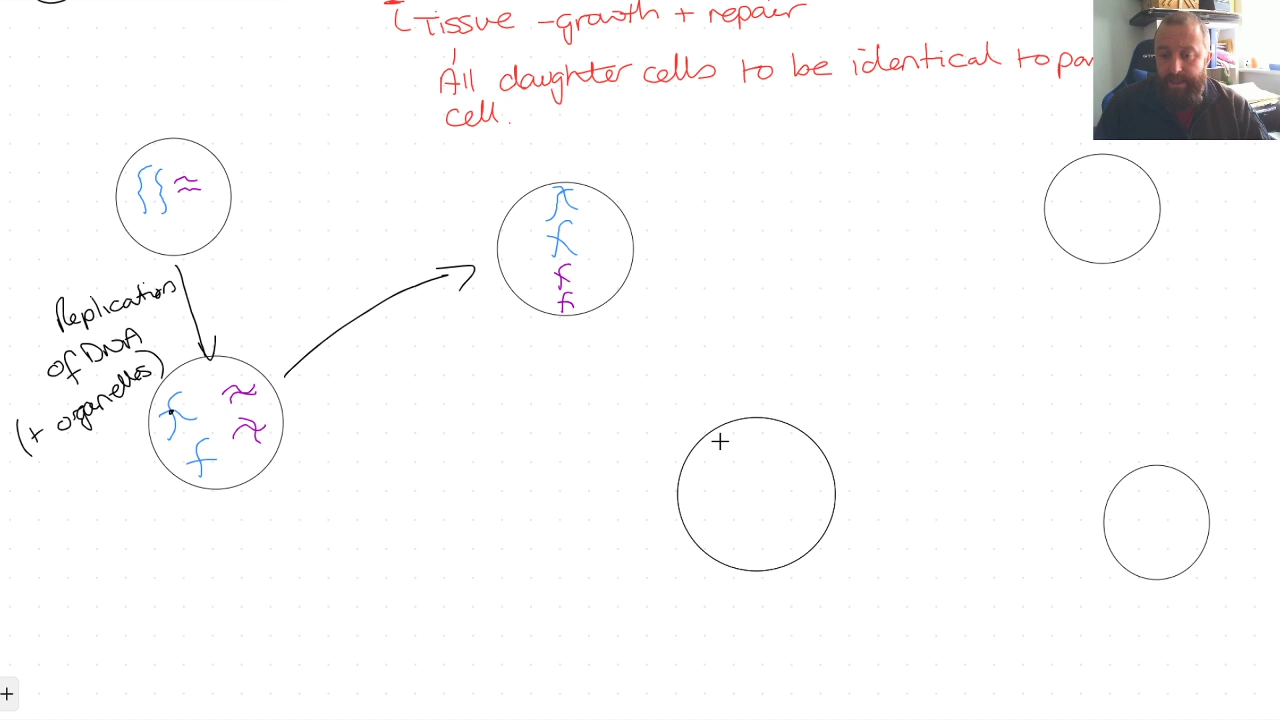 Tissue - growth + repair
All daughter cells to be identical to par
cell.
Replication
of DNA
(+ organelles)